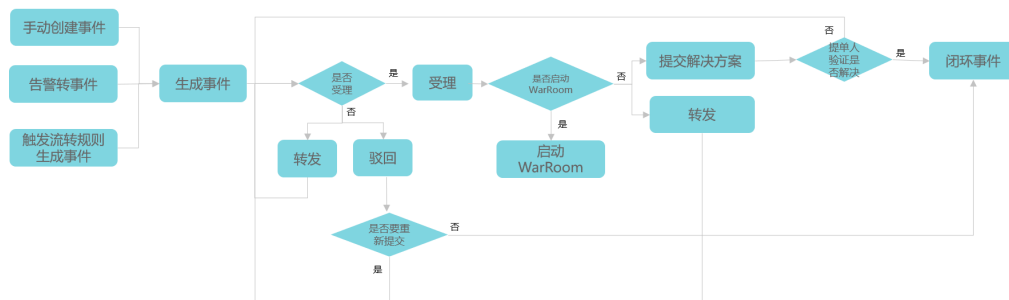 手动创建事件
告警转事件
触发流转规则
生成事件
生成事件
是否
受理
是
否
受理
转发
驳回
是否要重
新提交
否
是
是否启动
WarRoom
否
是
启动
WarRoom
提交解决方案
转发
提单人
验证是
否解决
否
是
闭环事件